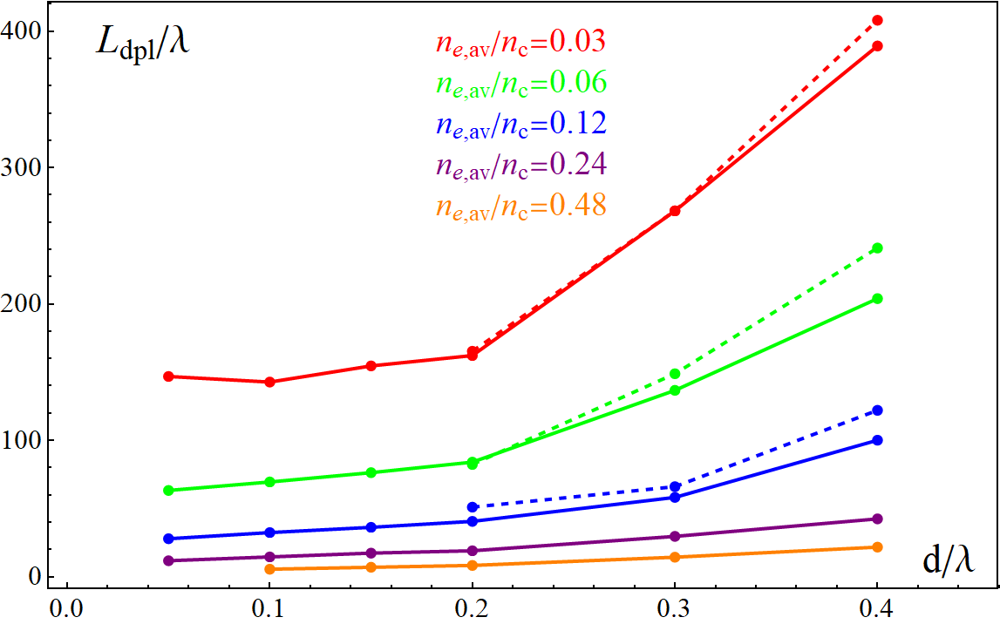 400
L_dpl/λ
n_e,av/n_c=0.03
n_e,av/n_c=0.06
n_e,av/n_c=0.12
n_e,av/n_c=0.24
n_e,av/n_c=0.48
300
200
100
0
d/λ
0.0 0.1 0.2 0.3 0.4